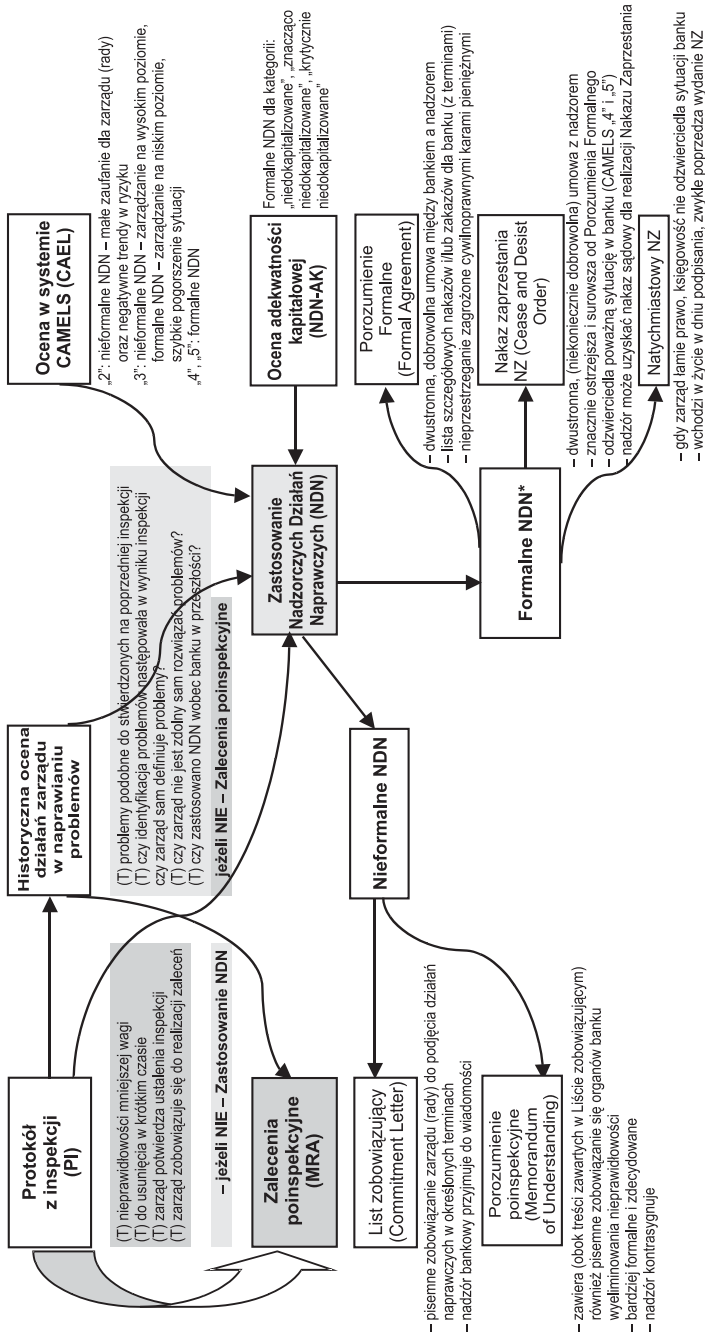 Protokół
z inspekcji
(PI)
(T) nieprawidłowości mniejszej wagi
(T) do usunięcia w krótkim czasie
(T) zarząd potwierdza ustalenia inspekcji
(T) zarząd zobowiązuje się do realizacji zaleceń
– jeżeli NIE – Zastosowanie NDN
Zalecenia
poinspekcyjne
(MRA)
List zobowiązujący
(Commitment Letter)
– pisemne zobowiązanie zarządu (rady) do podjęcia działań
naprawczych w określonych terminach
– nadzór bankowy przyjmuje do wiadomości
Porozumienie
poinspekcyjne
(Memorandum
of Understanding)
– zawiera (obok treści zawartych w Liście zobowiązującym)
również pisemne zobowiązanie się organów banku
wyeliminowania nieprawidłowości
– bardziej formalne i zdecydowane
– nadzór kontrasygnuje
Historyczna ocena
działań zarządu
w naprawianiu
problemów
(T) problemy podobne do stwierdzonych na poprzedniej inspekcji
(T) czy identyfikacja problemów następowała w wyniku inspekcji
czy zarząd sam definiuje problemy?
(T) czy zarząd nie jest zdolny sam rozwiązać problemów?
(T) czy zastosowano NDN wobec banku w przeszłości?
jeżeli NIE – Zalecenia poinspekcyjne
Zastosowanie
Nadzorczych Działań
Naprawczych (NDN)
Nieformalne NDN
Formalne NDN*
Ocena w systemie
CAMELS (CAEL)
„2”: nieformalne NDN – małe zaufanie dla zarządu (rady)
oraz negatywne trendy w ryzyku
„3”: nieformalne NDN – zarządzanie na wysokim poziomie,
formalne NDN – zarządzanie na niskim poziomie,
szybkie pogorszenie sytuacji
„4”, „5”: formalne NDN
Ocena adekwatności
kapitałowej
(NDN-AK)
Formalne NDN dla kategorii:
„niedokapitalizowane”, „znacząco
niedokapitalizowane”, „krytycznie
niedokapitalizowane”
Porozumienie
Formalne
(Formal Agreement)
– dwustronna, dobrowolna umowa między bankiem a nadzorem
– lista szczegółowych nakazów i/lub zakazów dla banku (z terminami)
– nieprzestrzeganie zagrożone cywilnoprawnymi karami pieniężnymi
Nakaz zaprzestania
NZ (Cease and Desist
Order)
– dwustronna, (niekoniecznie dobrowolna) umowa z nadzorem
– znacznie ostrzejsza i surowsza od Porozumienia Formalnego
– odzwierciedla poważną sytuację w banku (CAMELS „4” i „5”)
– nadzór może uzyskać nakaz sądowy dla realizacji Nakazu Zaprzestania
Natychmiastowy NZ
– gdy zarząd łamie prawo, księgowość nie odzwierciedla sytuacji banku
– wchodzi w życie w dniu podpisania, zwykle poprzedza wydanie NZ